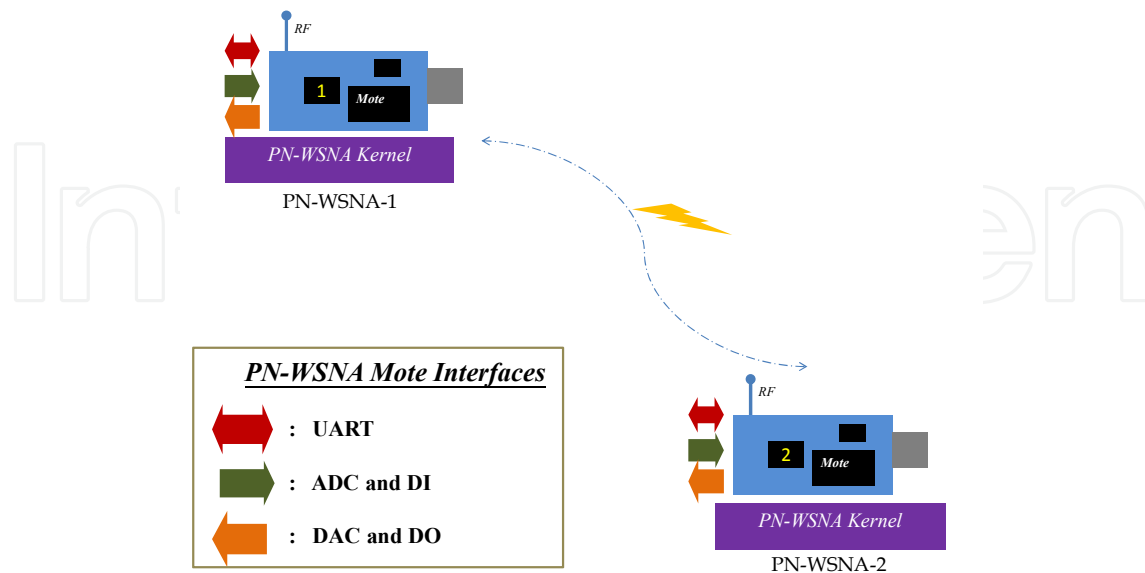 RF
1
Mote
PN-WSNA Kernel
PN-WSNA-1
PN-WSNA Mote Interfaces
: UART
: ADC and DI
: DAC and DO
RF
2
Mote
PN-WSNA Kernel
PN-WSNA-2